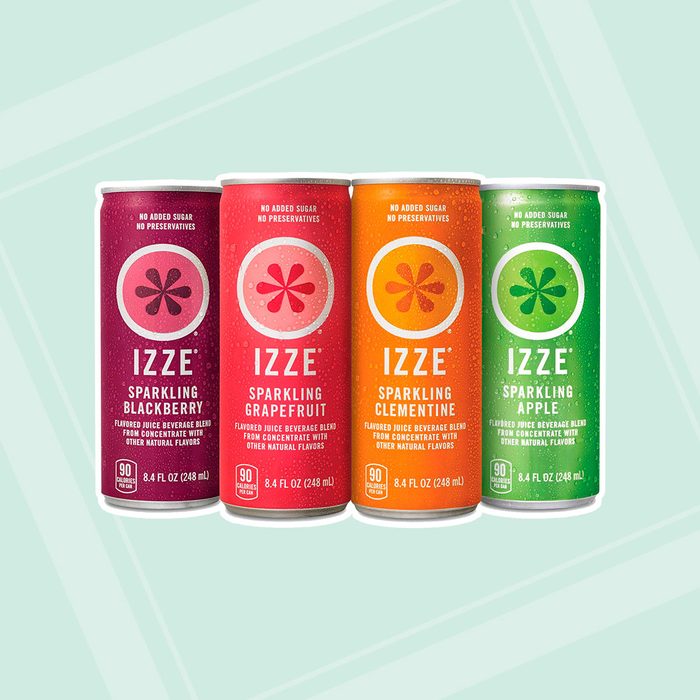 NO ADDED SUGAR
NO PRESERVATIVES
IZZE®
SPARKLING
BLACKBERRY
FLAVORED JUICE BEVERAGE BLEND
FROM CONCENTRATE WITH
OTHER NATURAL FLAVORS
90
CALORIES
PER CAN
8.4 FL OZ (248 mL)
NO ADDED SUGAR
NO PRESERVATIVES
IZZE®
SPARKLING
GRAPEFRUIT
FLAVORED JUICE BEVERAGE BLEND
FROM CONCENTRATE WITH
OTHER NATURAL FLAVORS
90
CALORIES
PER CAN
8.4 FL OZ (248 mL)
NO ADDED SUGAR
NO PRESERVATIVES
IZZE®
SPARKLING
CLEMENTINE
FLAVORED JUICE BEVERAGE BLEND
FROM CONCENTRATE WITH
OTHER NATURAL FLAVORS
90
CALORIES
PER CAN
8.4 FL OZ (248 mL)
NO ADDED SUGAR
NO PRESERVATIVES
IZZE®
SPARKLING
APPLE
FLAVORED JUICE BEVERAGE BLEND
FROM CONCENTRATE WITH
OTHER NATURAL FLAVORS
90
CALORIES
PER CAN
8.4 FL OZ (248 mL)